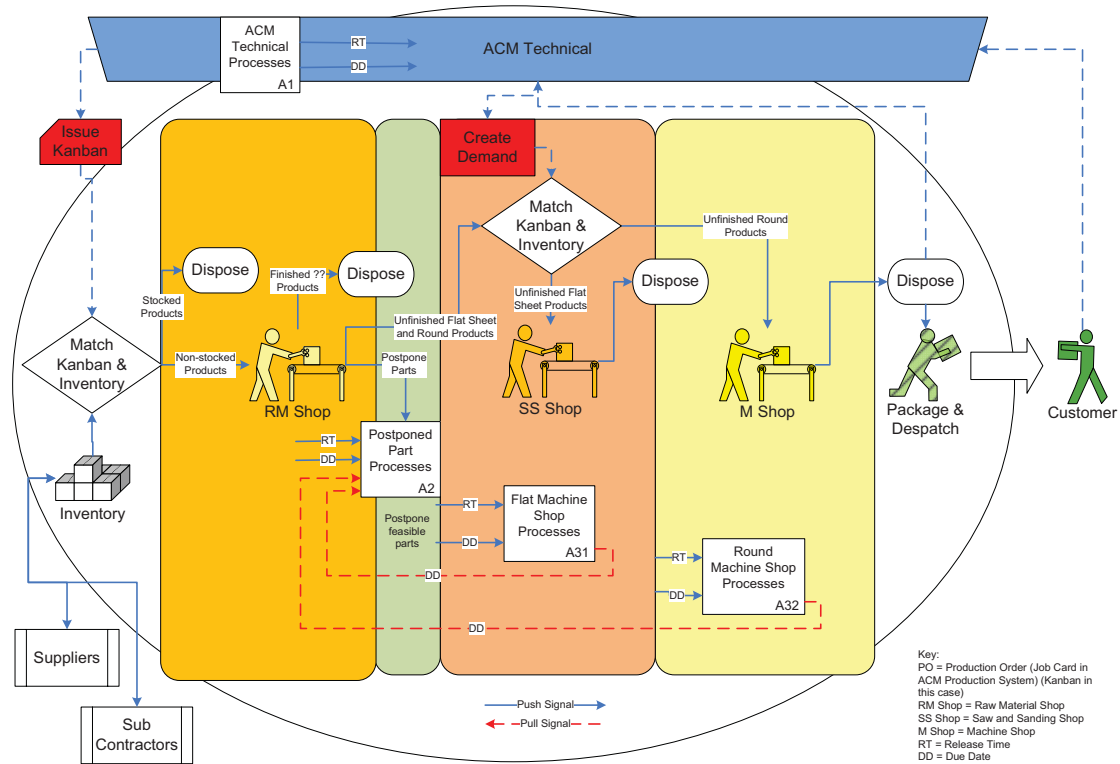 ACM
Technical
Processes
A1
RT
DD
ACM Technical
Issue
Kanban
Create
Demand
Match
Kanban &
Inventory
Unfinished Round
Products
Dispose
Finished ??
Products
Dispose
Dispose
Dispose
Stocked
Products
Unfinished Flat
Sheet Products
Unfinished Flat Sheet
and Round Products
Match
Kanban &
Inventory
Non-stocked
Products
Postpone
Parts
RM Shop
SS Shop
M Shop
Package &
Despatch
Customer
RT
DD
Postponed
Part
Processes
A2
Inventory
RT
DD
Postpone
feasible
parts
Flat Machine
Shop
Processes
A31
DD
RT
DD
Round
Machine Shop
Processes
A32
DD
Suppliers
Sub
Contractors
Push Signal
Pull Signal
Key:
PO = Production Order (Job Card in
ACM Production System) (Kanban in
this case)
RM Shop = Raw Material Shop
SS Shop = Saw and Sanding Shop
M Shop = Machine Shop
RT = Release Time
DD = Due Date